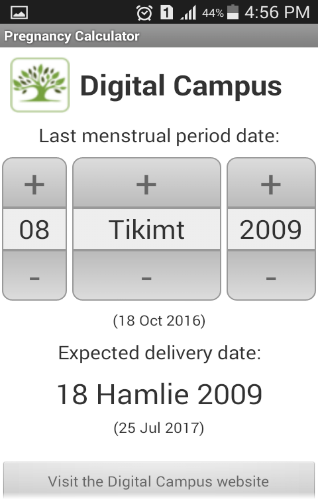 1 44% 4:56 PM
Pregnancy Calculator
Digital Campus
Last menstrual period date:
+ + +
08 Tikimt 2009
- - -
(18 Oct 2016)
Expected delivery date:
18 Hamlie 2009
(25 Jul 2017)
Visit the Digital Campus website